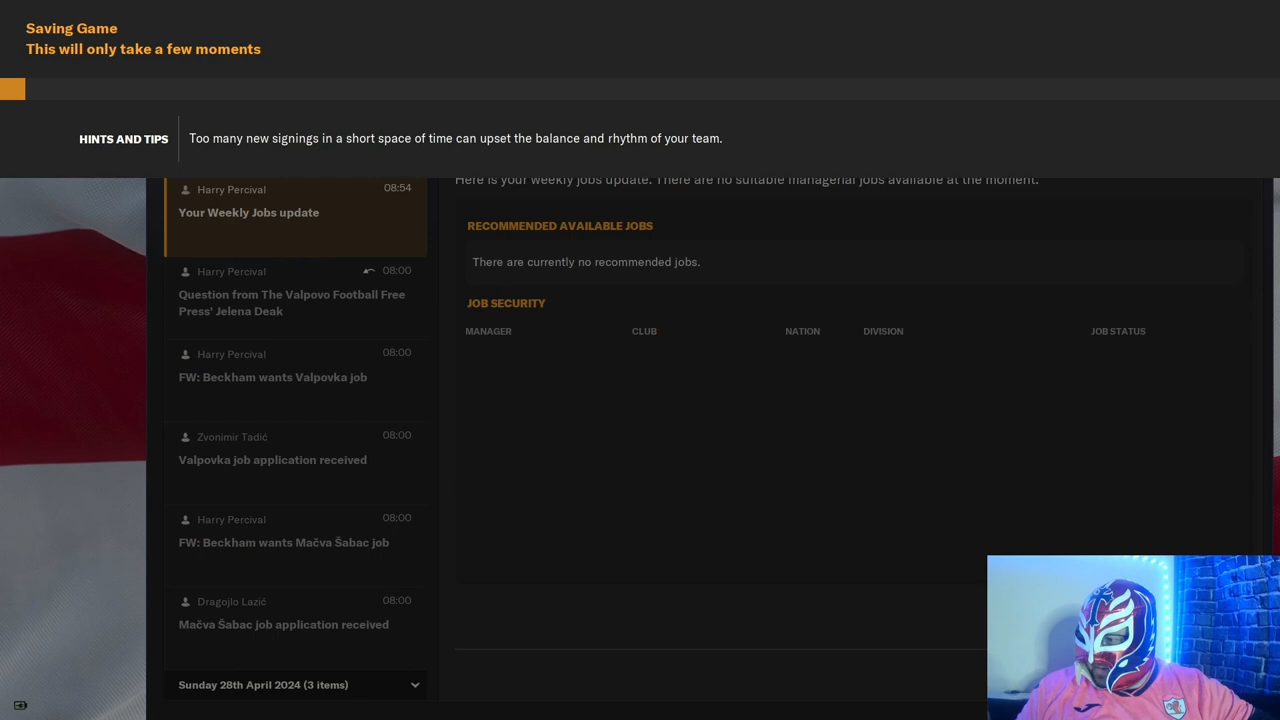 Saving Game
This will only take a few moments
HINTS AND TIPS
Too many new signings in a short space of time can upset the balance and rhythm of your team.
Harry Percival 08:54
Your Weekly Jobs update
Harry Percival 08:00
Question from The Valpovo Football Free
Press' Jelena Deak
Harry Percival 08:00
FW: Beckham wants Valpovka job
Zvonimir Tadić 08:00
Valpovka job application received
Harry Percival 08:00
FW: Beckham wants Mačva Šabac job
Dragojlo Lazić 08:00
Mačva Šabac job application received
Sunday 28th April 2024 (3 items)
Here is your weekly jobs update. There are no suitable managerial jobs available at the moment.
RECOMMENDED AVAILABLE JOBS
There are currently no recommended jobs.
JOB SECURITY
MANAGER CLUB NATION DIVISION JOB STATUS